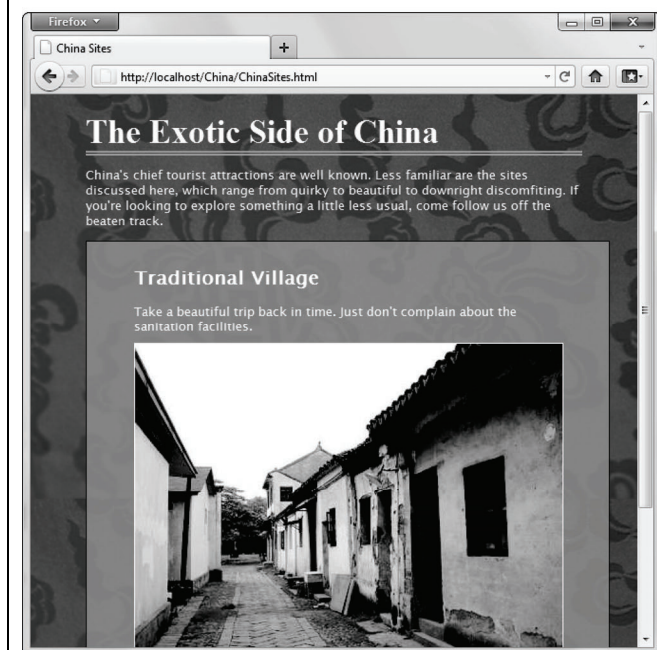 Firefox
China Sites
http://localhost/China/ChinaSites.html
The Exotic Side of China
China's chief tourist attractions are well known. Less familiar are the sites
discussed here, which range from quirky to beautiful to downright discomfiting. If
you're looking to explore something a little less usual, come follow us off the
beaten track.
Traditional Village
Take a beautiful trip back in time. Just don't complain about the
sanitation facilities.